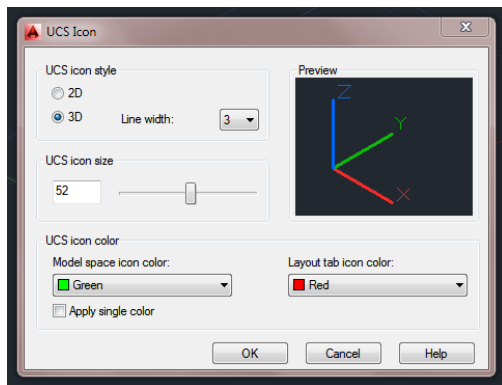 UCS Icon
UCS icon style
2D
3D
Line width:
3
Preview
Z
Y
X
UCS icon size
52
UCS icon color
Model space icon color:
Layout tab icon color:
Green
Red
Apply single color
OK
Cancel
Help